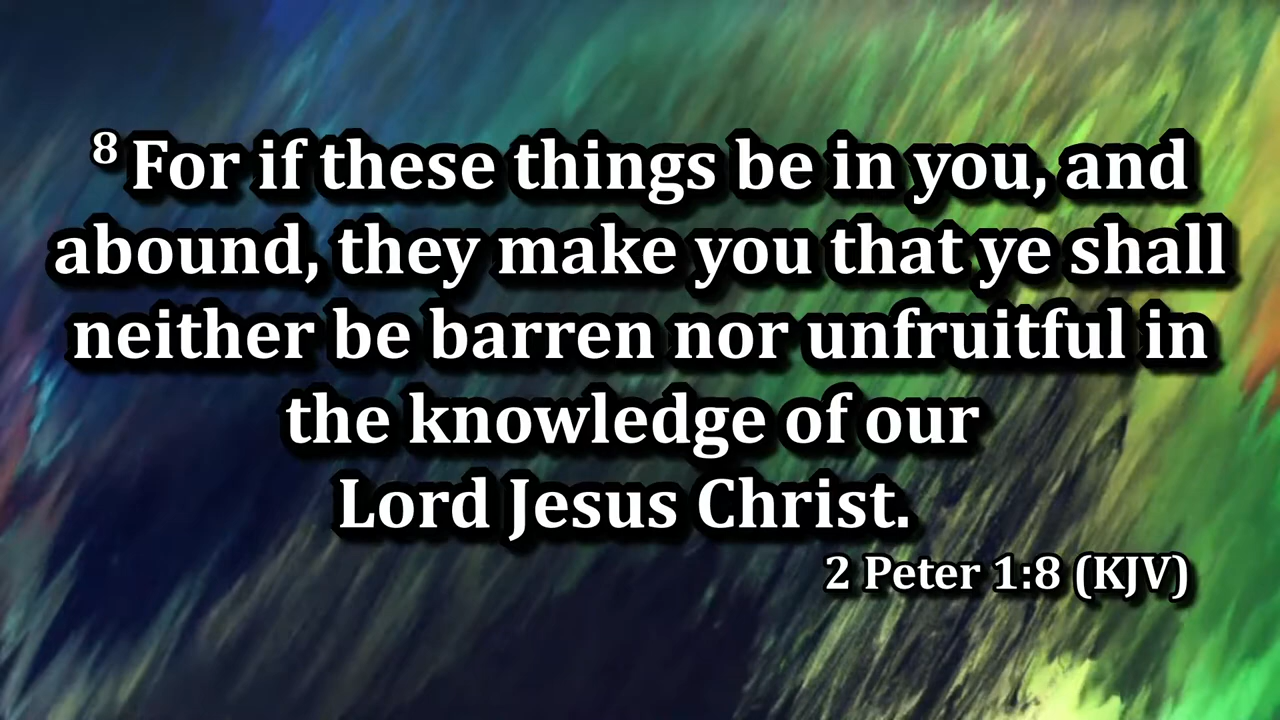 8 For if these things be in you, and
abound, they make you that ye shall
neither be barren nor unfruitful in
the knowledge of our
Lord Jesus Christ.
2 Peter 1:8 (KJV)